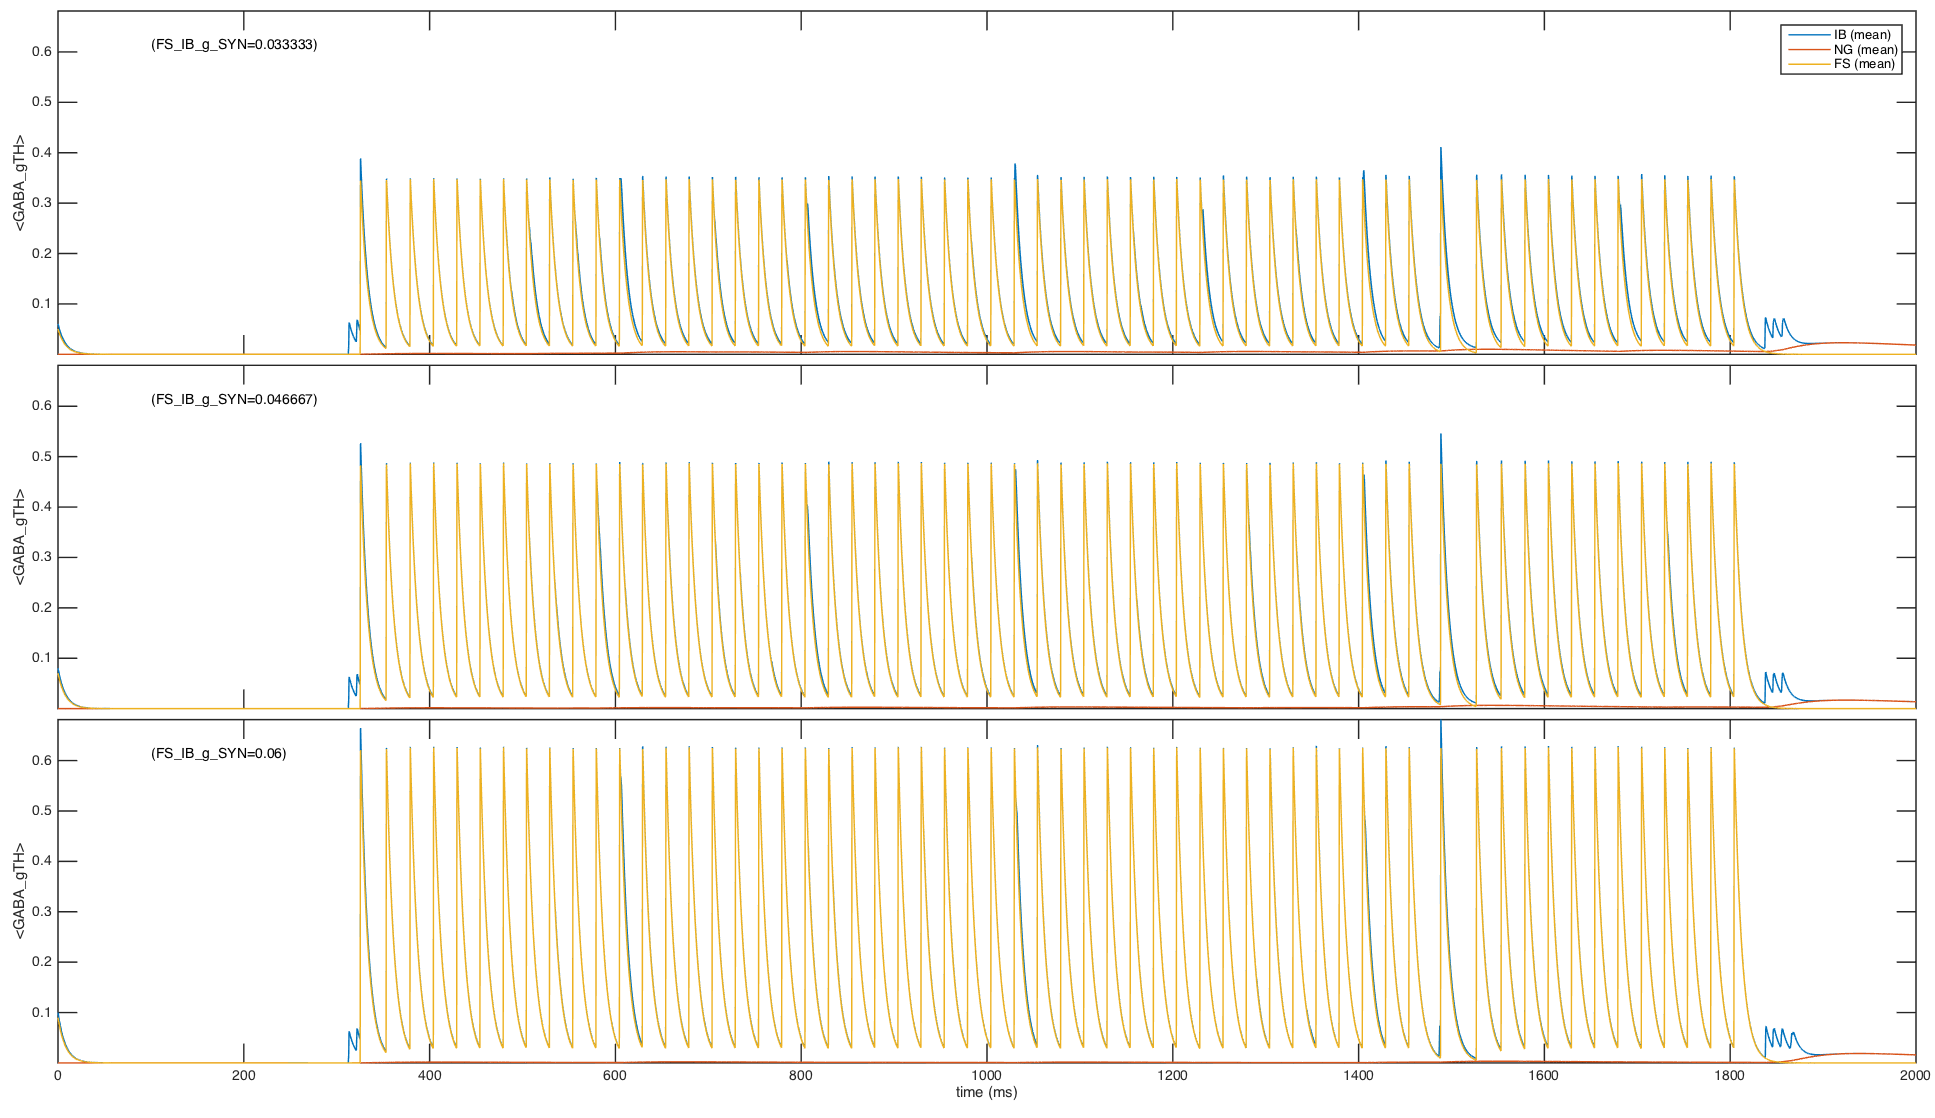 (FS_IB_g_SYN=0.033333)
IB (mean)
NG (mean)
FS (mean)
0.6
0.5
0.4
0.3
0.2
0.1
<GABA_gTH>
(FS_IB_g_SYN=0.046667)
0.6
0.5
0.4
0.3
0.2
0.1
<GABA_gTH>
(FS_IB_g_SYN=0.06)
0.6
0.5
0.4
0.3
0.2
0.1
<GABA_gTH>
0 200 400 600 800 1000 1200 1400 1600 1800 2000
time (ms)